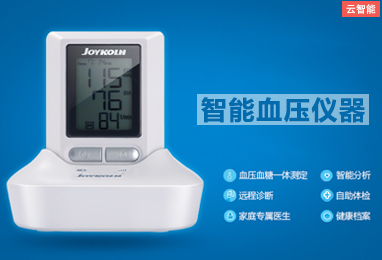 云智能
JOYKOLN
115
76
84
JOYKOLN
智能血压仪器
血压血糖一体测定
智能分析
远程诊断
自助体检
家庭专属医生
健康档案